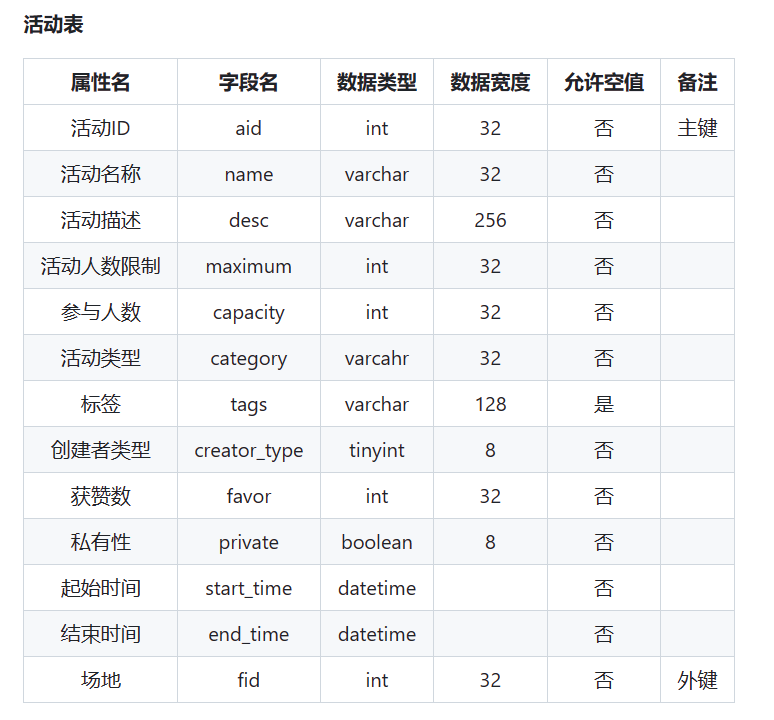 活动表
属性名 字段名 数据类型 数据宽度 允许空值 备注
活动ID aid int 32 否 主键
活动名称 name varchar 32 否
活动描述 desc varchar 256 否
活动人数限制 maximum int 32 否
参与人数 capacity int 32 否
活动类型 category varcahr 32 否
标签 tags varchar 128 是
创建者类型 creator_type tinyint 8 否
获赞数 favor int 32 否
私有性 private boolean 8 否
起始时间 start_time datetime 否
结束时间 end_time datetime 否
场地 fid int 32 否 外键